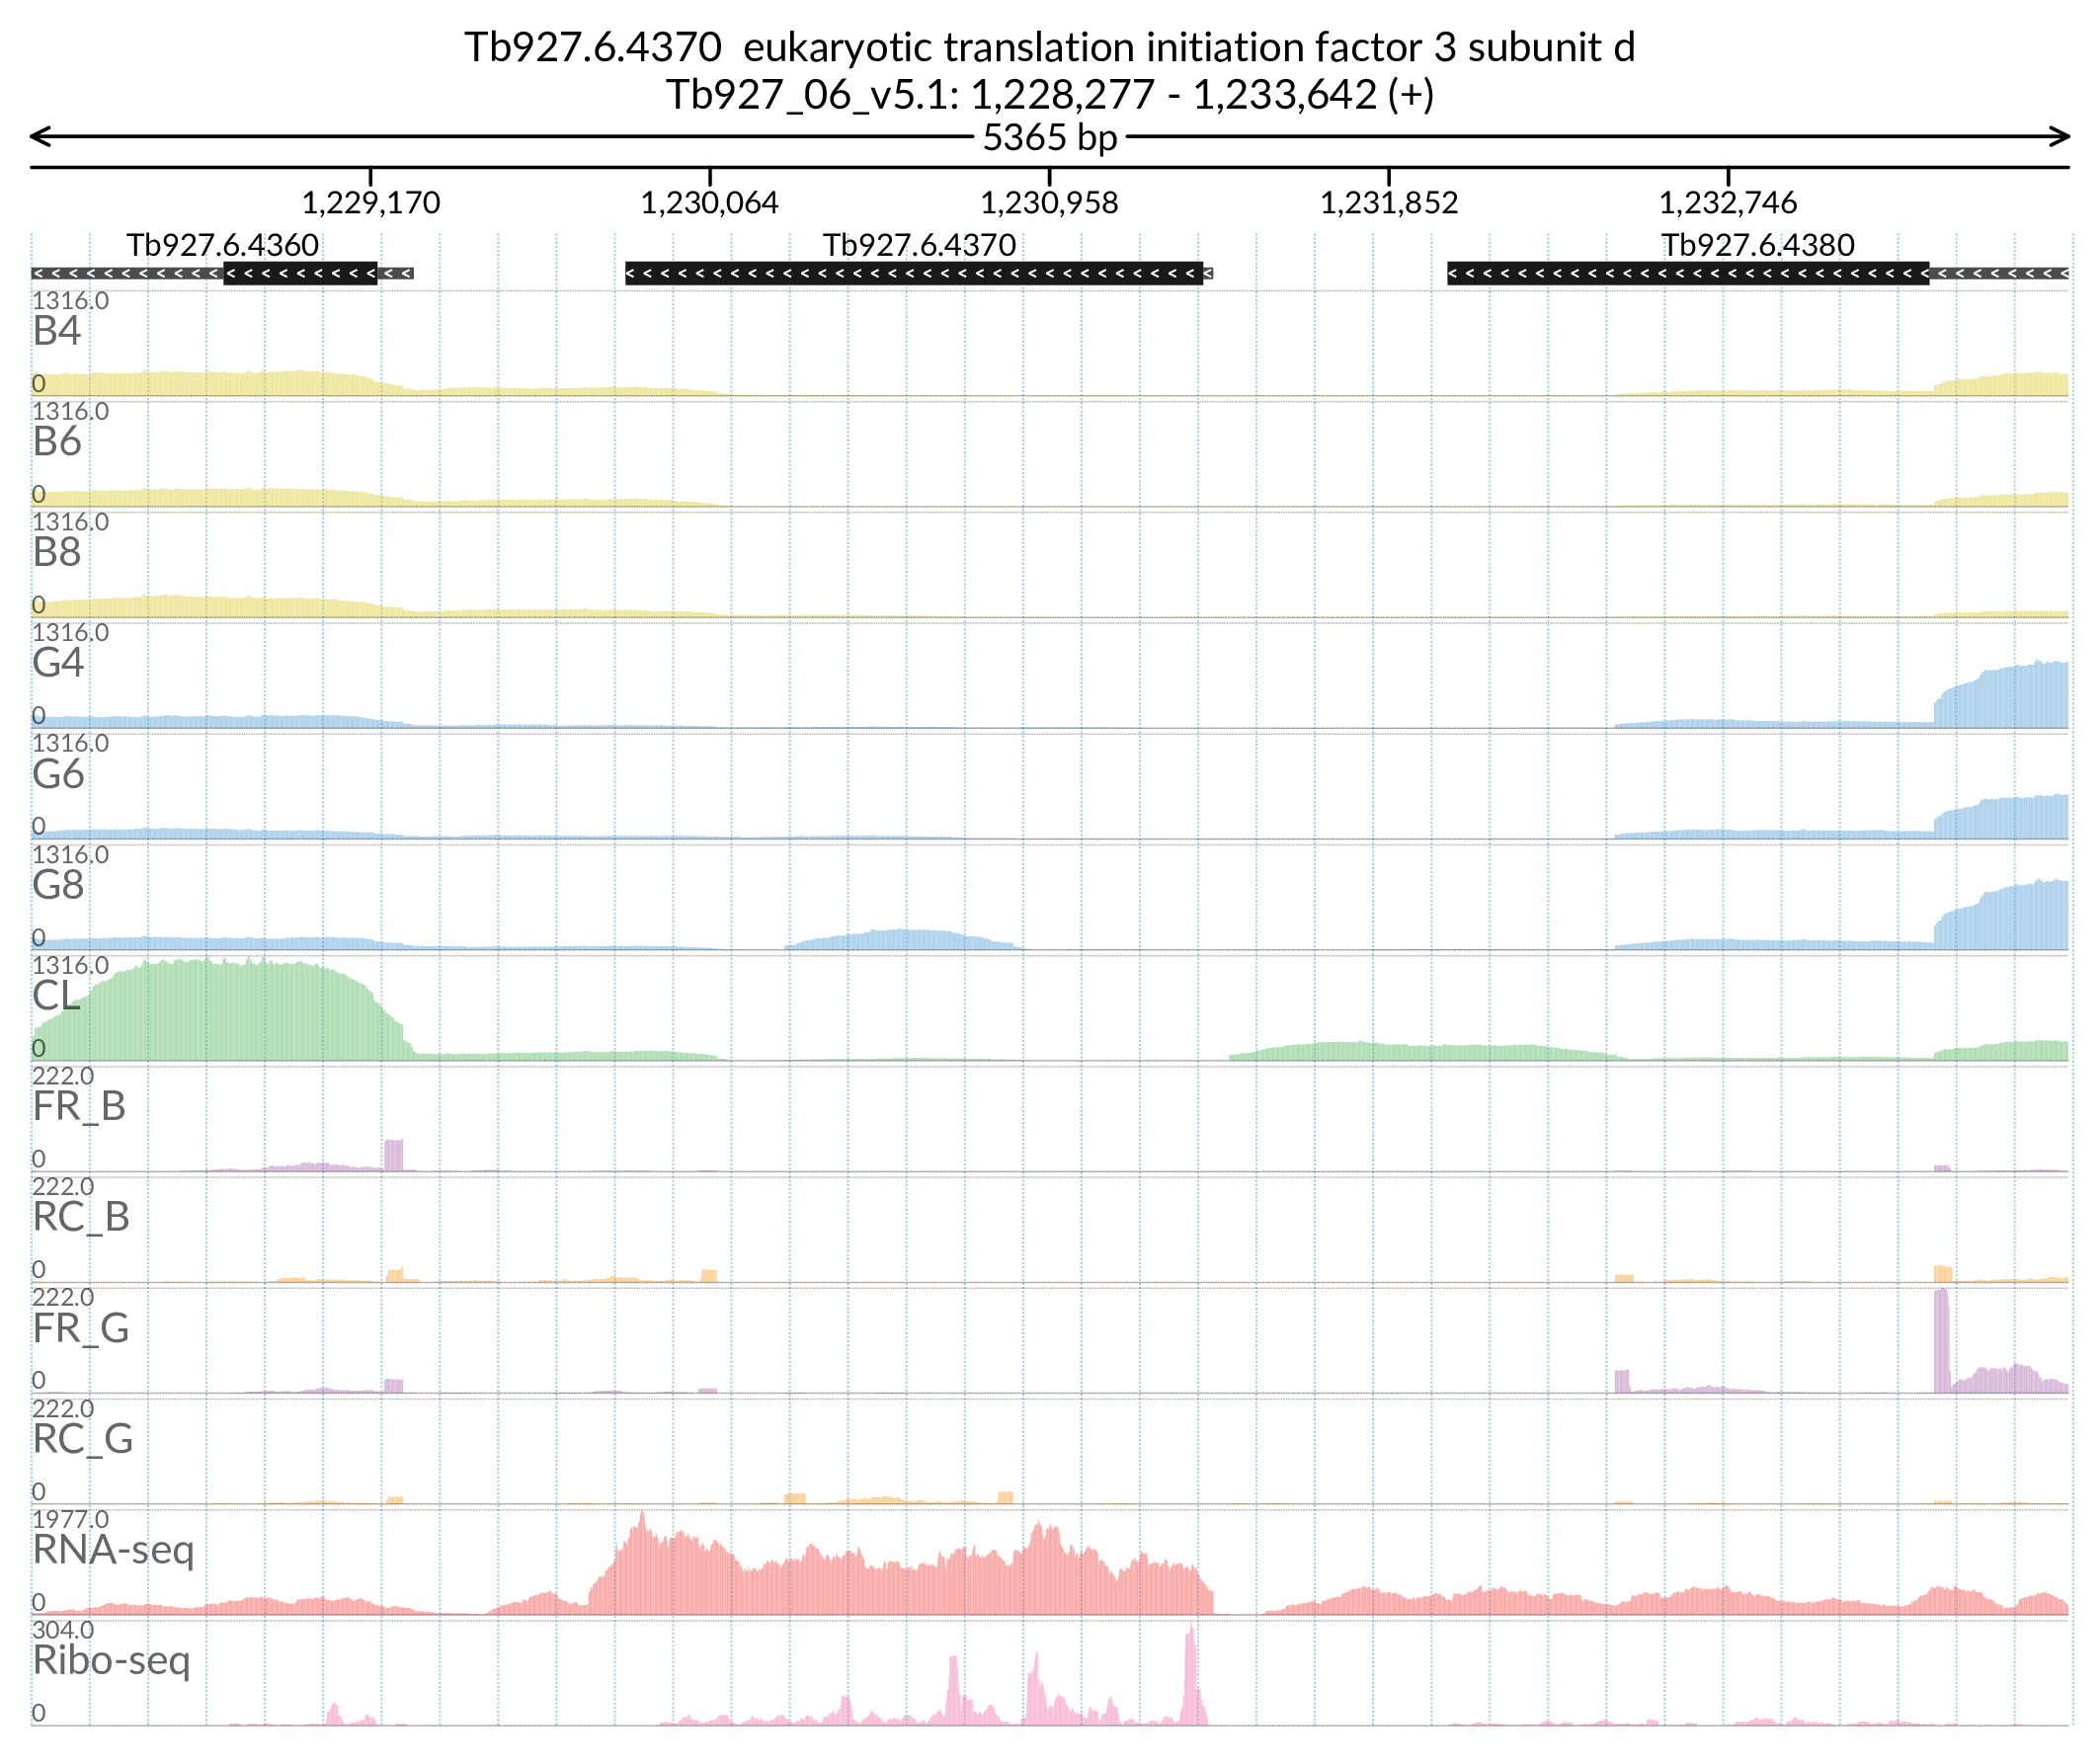 Tb927.6.4370  eukaryotic translation initiation factor 3 subunit d
Tb927_06_v5.1: 1,228,277 - 1,233,642 (+)
5365 bp
1,229,170 1,230,064 1,230,958 1,231,852 1,232,746
Tb927.6.4360 Tb927.6.4370 Tb927.6.4380
1316.0
B4
0
1316.0
B6
0
1316.0
B8
0
1316.0
G4
0
1316.0
G6
0
1316.0
G8
0
1316.0
CL
0
222.0
FR_B
0
222.0
RC_B
0
222.0
FR_G
0
222.0
RC_G
0
1977.0
RNA-seq
0
304.0
Ribo-seq
0